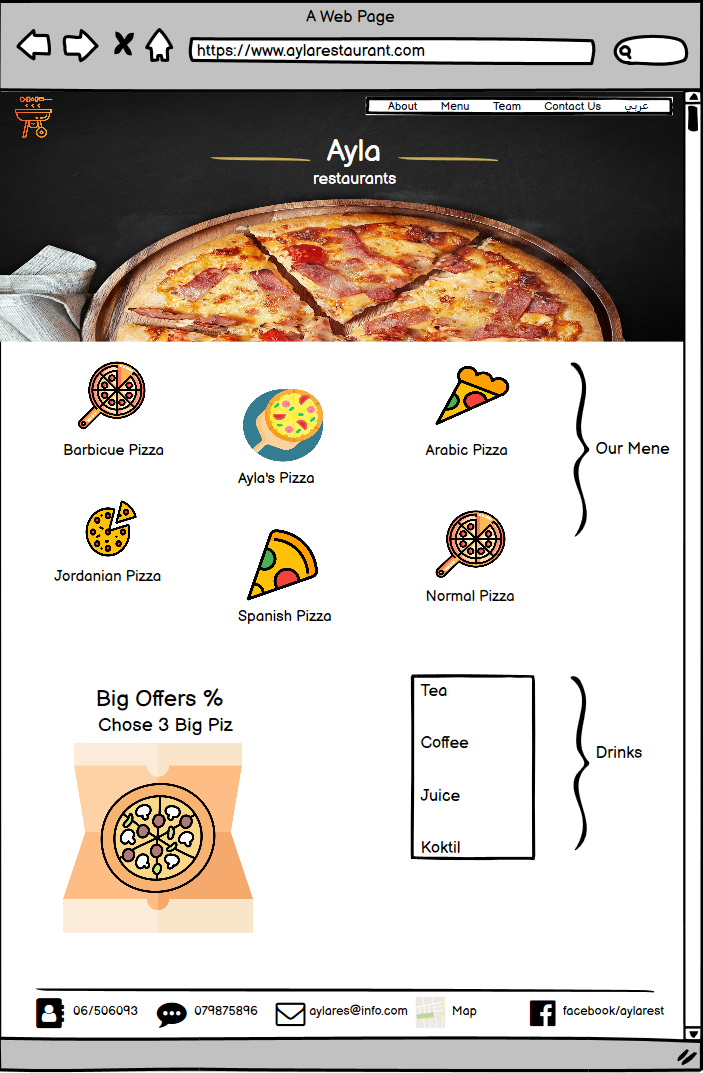 A Web Page
https://www.aylarestaurant.com
About Menu Team Contact Us عربي
Ayla
restaurants
Barbicue Pizza
Ayla's Pizza
Arabic Pizza
Our Mene
Jordanian Pizza
Spanish Pizza
Normal Pizza
Big Offers %
Chose 3 Big Piz
Tea
Coffee
Juice
Koktil
Drinks
06/506093 079875896 aylares@info.com Map facebook/aylarest